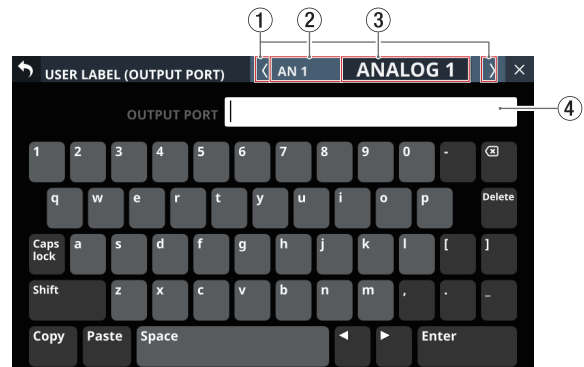 ① ② ③
USER LABEL (OUTPUT PORT) < AN 1 ANALOG 1 > ×
OUTPUT PORT ④
1 2 3 4 5 6 7 8 9 0 -
q w e r t y u i o p Delete
Caps lock a s d f g h j k l [ ]
Shift z x c v b n m , . _
Copy Paste Space ◀ ▶ Enter